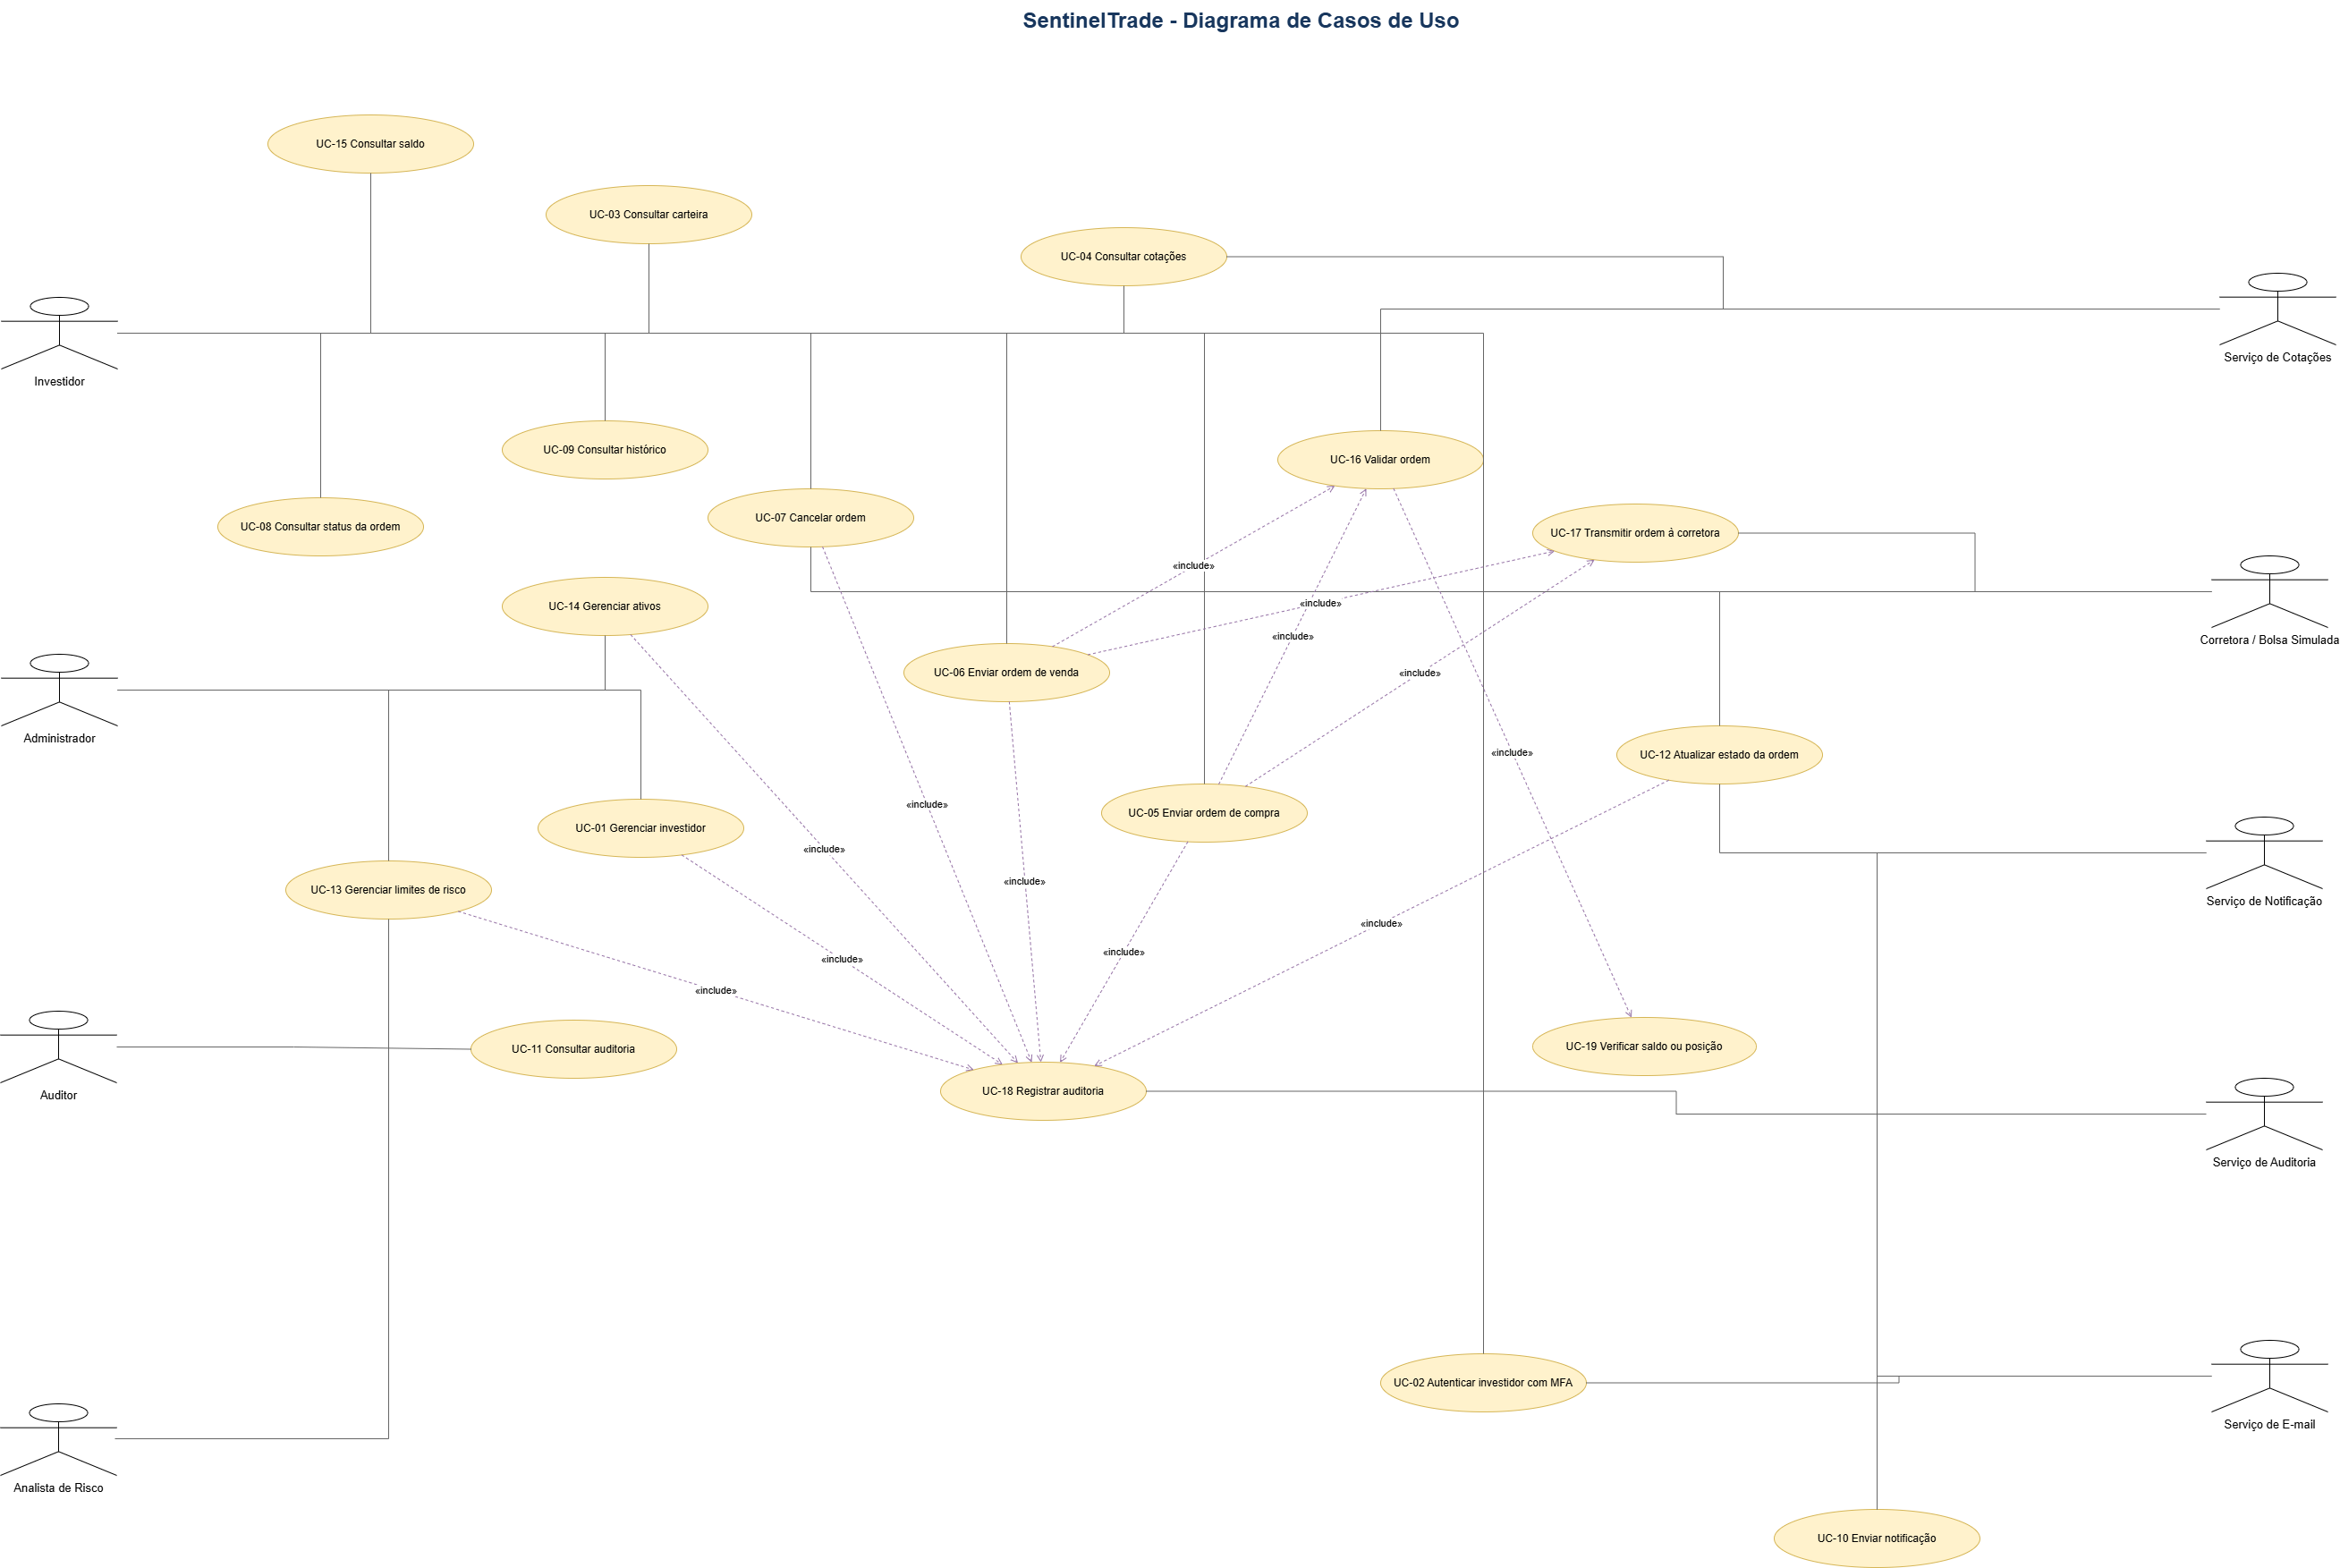 SentinelTrade - Diagrama de Casos de Uso
UC-15 Consultar saldo
UC-03 Consultar carteira
UC-04 Consultar cotações
Serviço de Cotações
Investidor
UC-09 Consultar histórico
UC-16 Validar ordem
UC-07 Cancelar ordem
UC-08 Consultar status da ordem
UC-17 Transmitir ordem à corretora
«include»
«include»
UC-14 Gerenciar ativos
«include»
Corretora / Bolsa Simulada
UC-06 Enviar ordem de venda
«include»
Administrador
«include»
UC-12 Atualizar estado da ordem
«include»
UC-05 Enviar ordem de compra
UC-01 Gerenciar investidor
«include»
«include»
UC-13 Gerenciar limites de risco
Serviço de Notificação
«include»
«include»
«include»
«include»
UC-19 Verificar saldo ou posição
UC-11 Consultar auditoria
UC-18 Registrar auditoria
Auditor
Serviço de Auditoria
UC-02 Autenticar investidor com MFA
Serviço de E-mail
Analista de Risco
UC-10 Enviar notificação